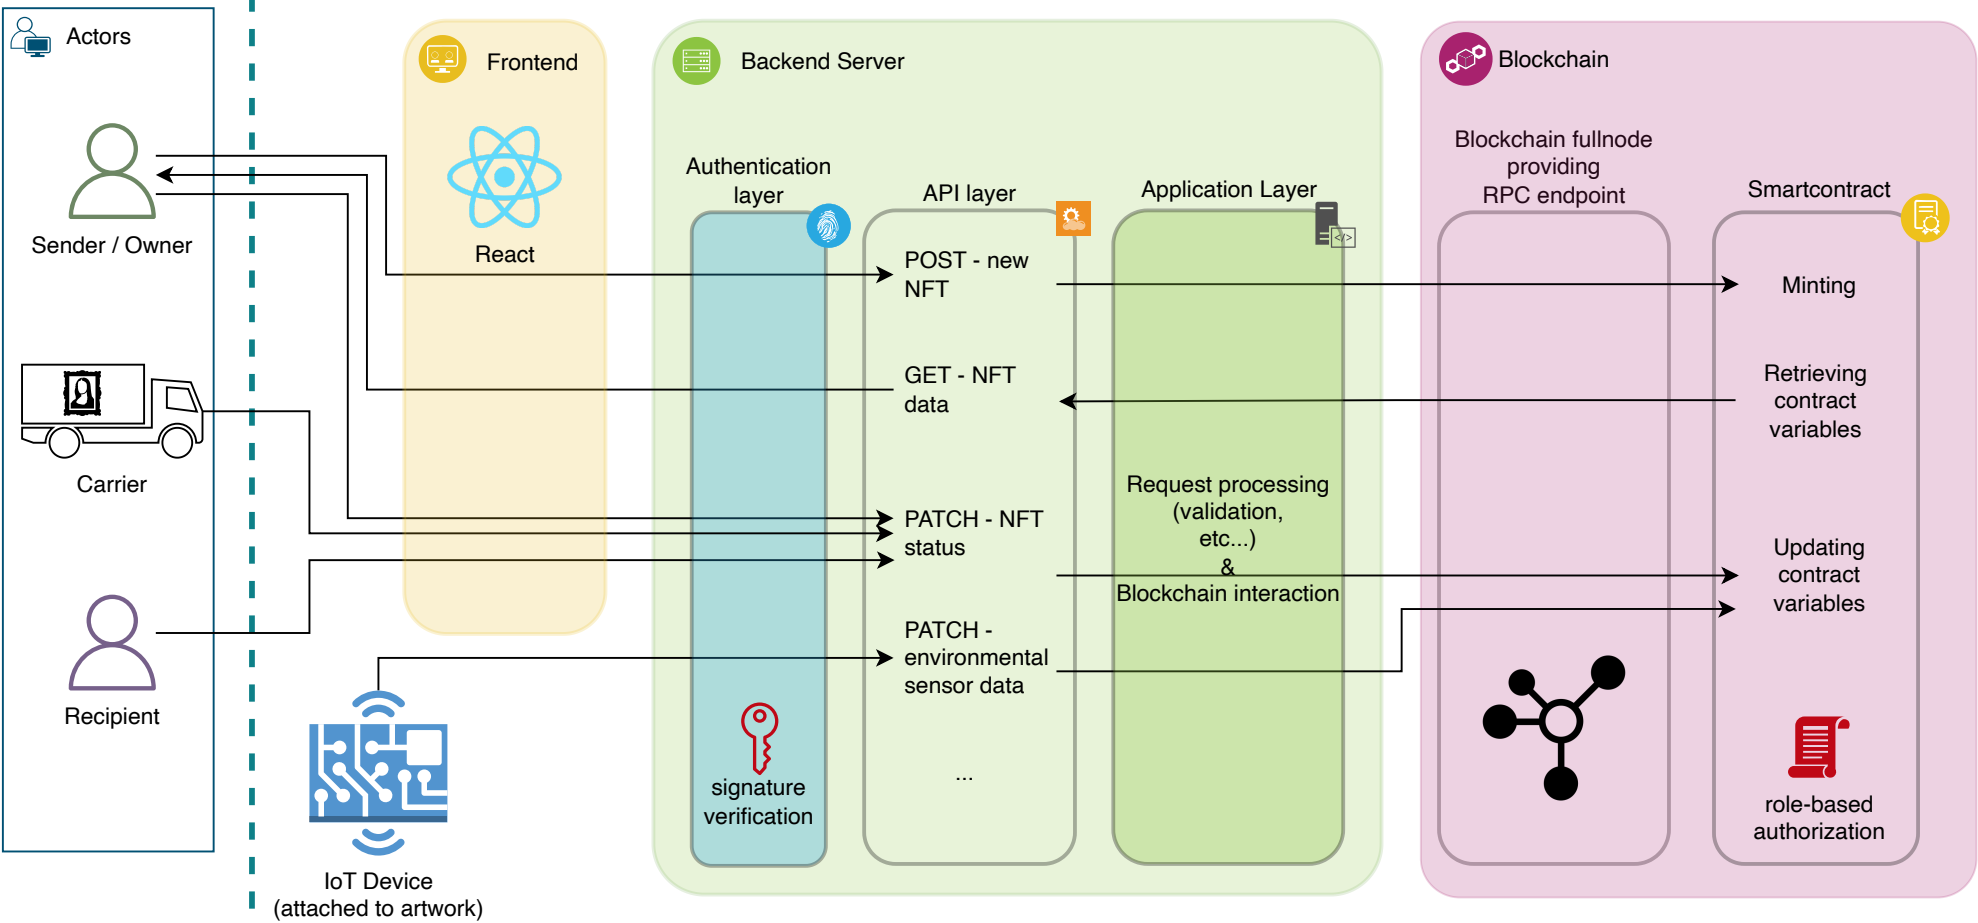 Actors
Sender / Owner
Carrier
Recipient
IoT Device
(attached to artwork)
Frontend
React
Backend Server
Authentication
layer
signature
verification
API layer
POST - new
NFT
GET - NFT
data
PATCH - NFT
status
PATCH -
environmental
sensor data
...
Application Layer
</>
Request processing
(validation,
etc...)
&
Blockchain interaction
Blockchain
Blockchain fullnode
providing
RPC endpoint
Smartcontract
Minting
Retrieving
contract
variables
Updating
contract
variables
role-based
authorization